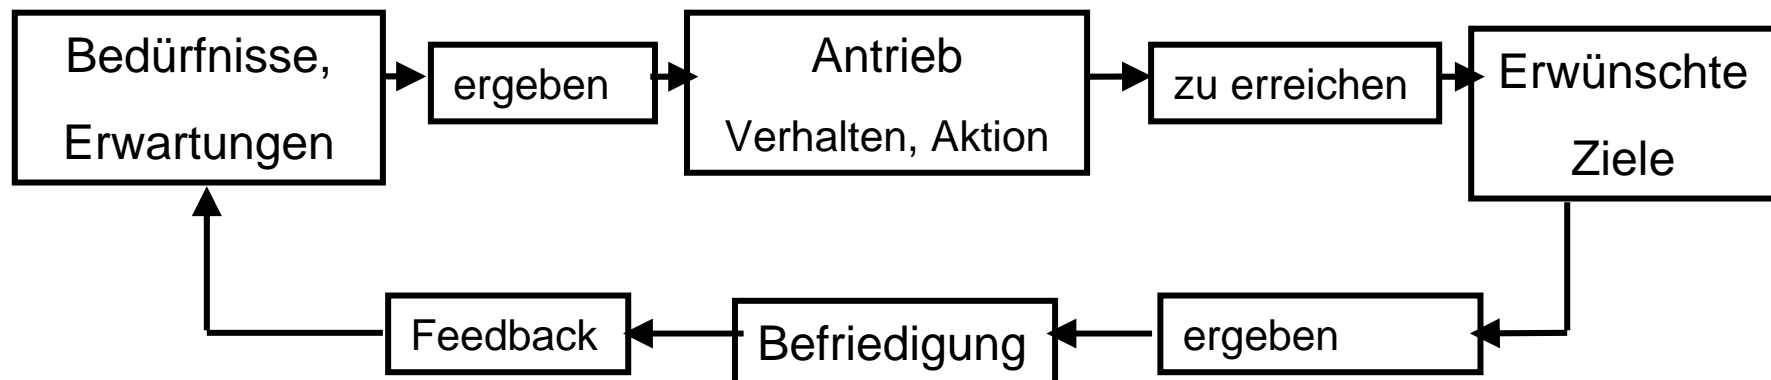 Bedürfnisse,
Erwartungen
ergeben
Antrieb
Verhalten, Aktion
zu erreichen
Erwünschte
Ziele
ergeben
Befriedigung
Feedback